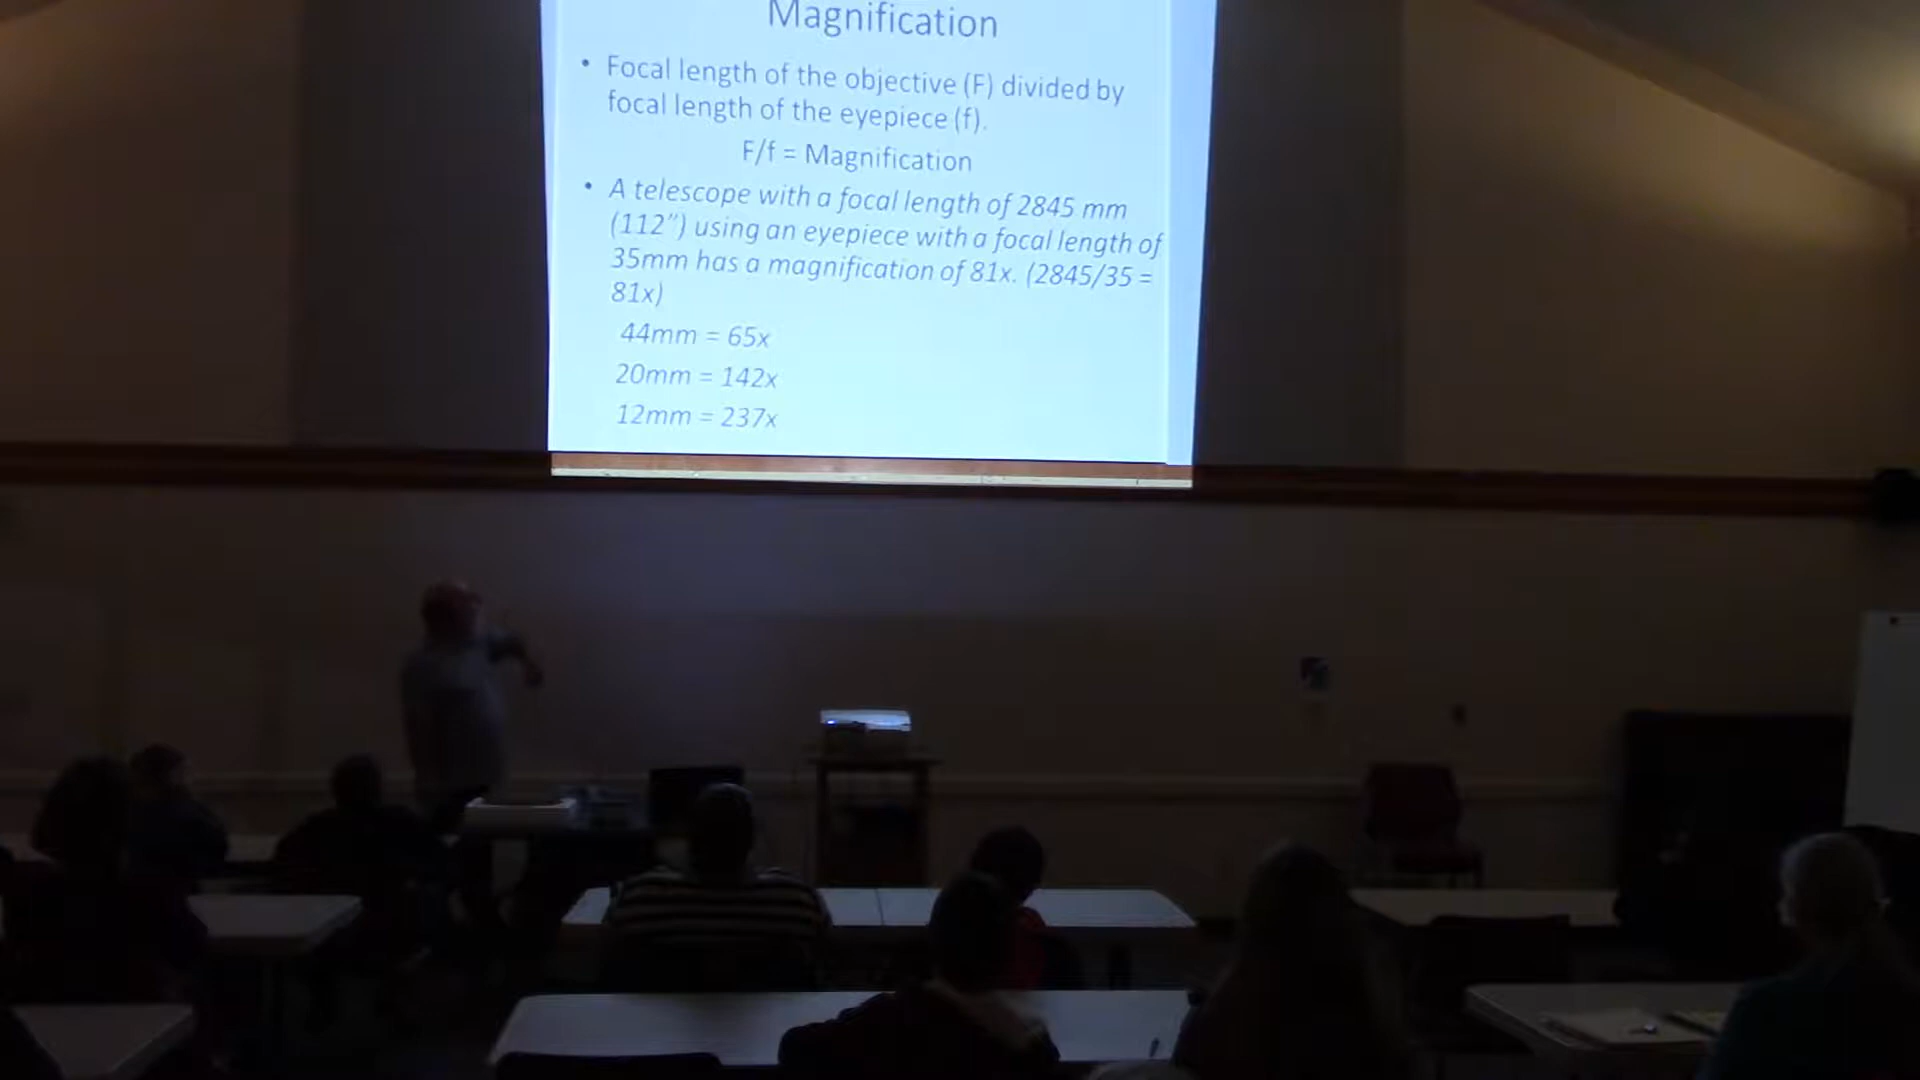 Magnification
• Focal length of the objective (F) divided by
focal length of the eyepiece (f).
F/f = Magnification
• A telescope with a focal length of 2845 mm
(112”) using an eyepiece with a focal length of
35mm has a magnification of 81x. (2845/35 =
81x)
44mm = 65x
20mm = 142x
12mm = 237x